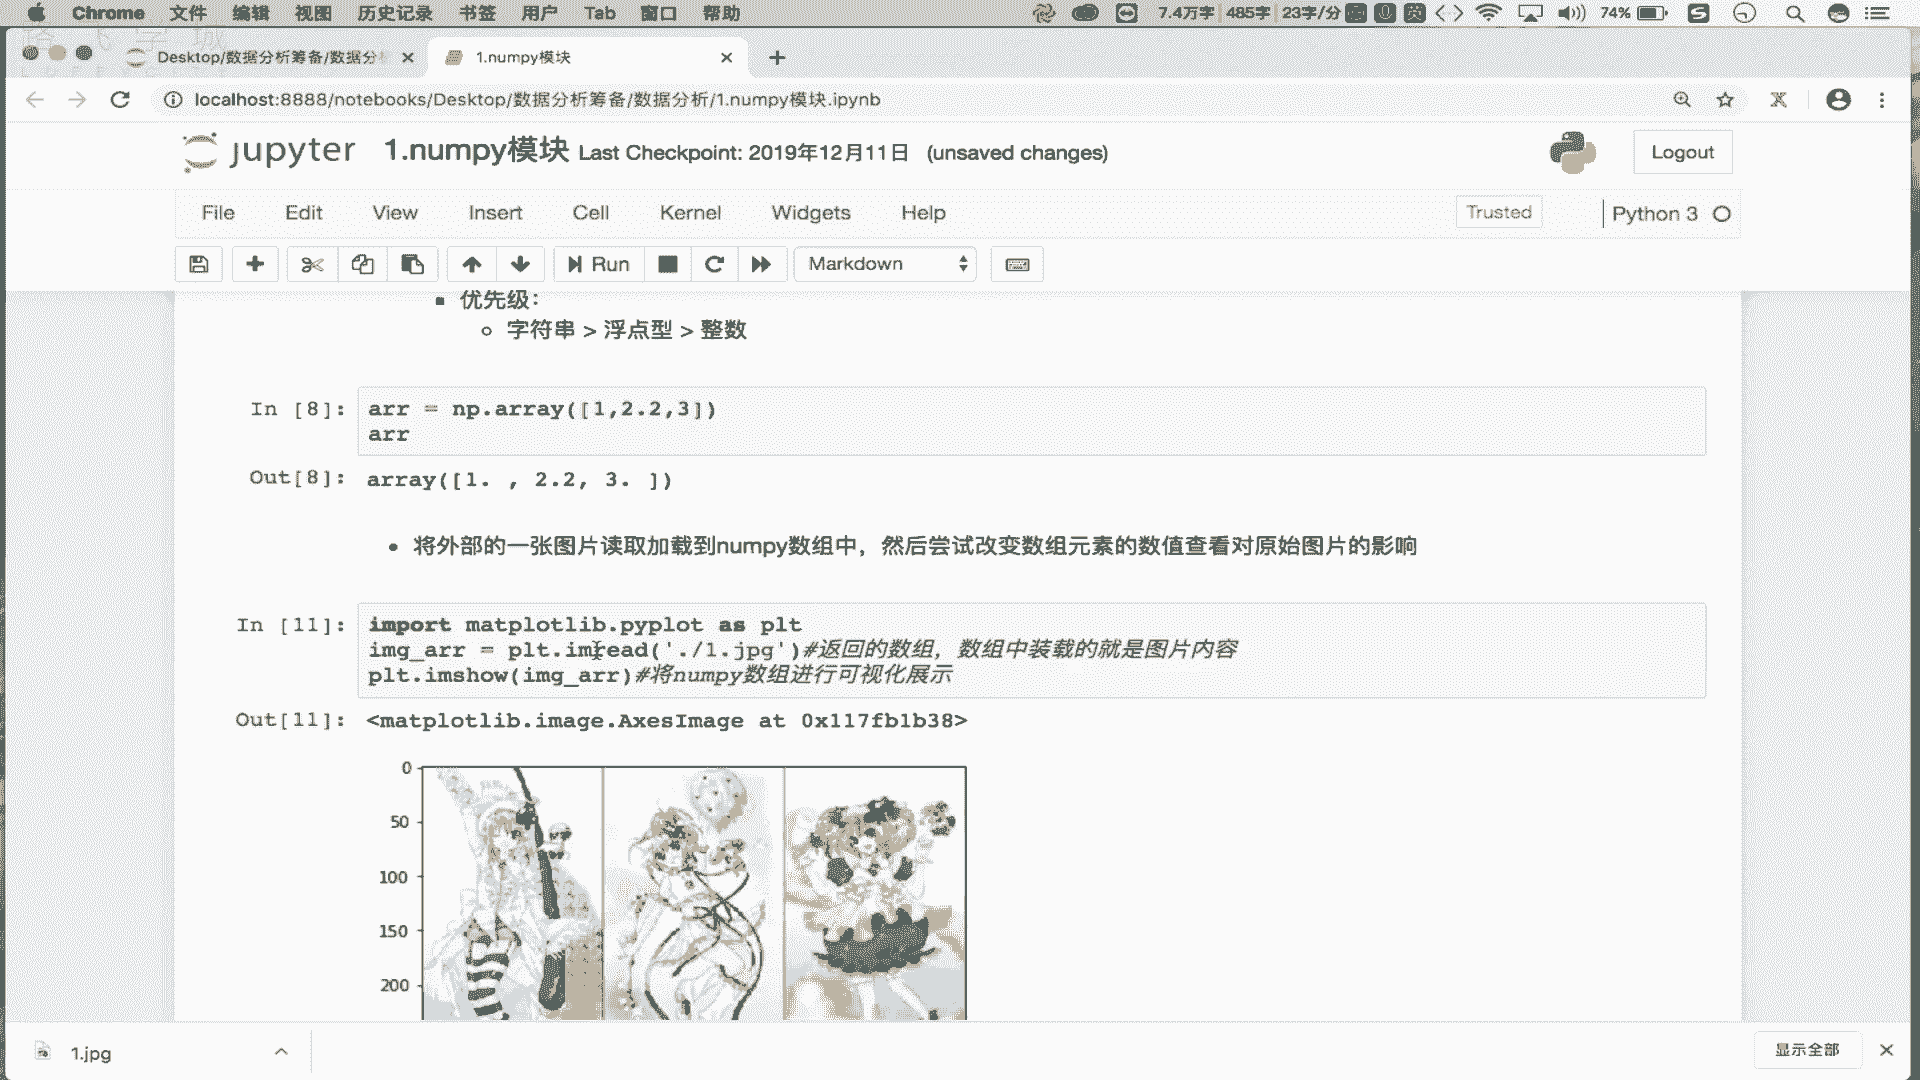 Chrome 文件 编辑 视图 历史记录 书签 用户 Tab 窗口 帮助 7.4万字 485字 23字/分 英 74%
Desktop/数据分析筹备/数据分 1.numpy模块
localhost:8888/notebooks/Desktop/数据分析筹备/数据分析/1.numpy模块.ipynb
jupyter 1.numpy模块 Last Checkpoint: 2019年12月11日 (unsaved changes) Logout
File Edit View Insert Cell Kernel Widgets Help Trusted Python 3
Run Markdown
优先级:
字符串 > 浮点型 > 整数
In [8]: arr = np.array([1,2.2,3])
arr
Out[8]: array([1. , 2.2, 3. ])
将外部的一张图片读取加载到numpy数组中，然后尝试改变数组元素的数值查看对原始图片的影响
In [11]: import matplotlib.pyplot as plt
img_arr = plt.imread('./1.jpg')#返回的数组，数组中装载的就是图片内容
plt.imshow(img_arr)#将numpy数组进行可视化展示
Out[11]: <matplotlib.image.AxesImage at 0x117fb1b38>
0
50
100
150
200
1.jpg 显示全部